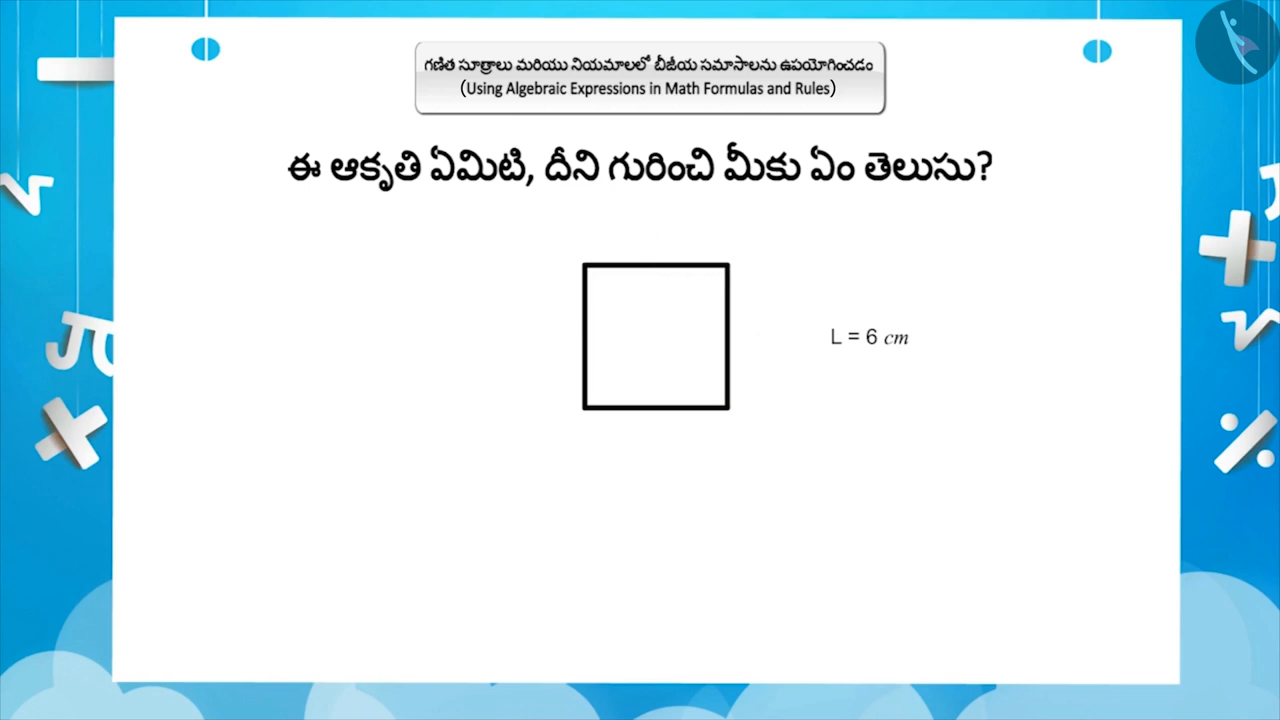 గణిత సూత్రాలు మరియు నియమాలలో బీజీయ సమాసాలను ఉపయోగించడం
(Using Algebraic Expressions in Math Formulas and Rules)
ఈ ఆకృతి ఏమిటి, దీని గురించి మీకు ఏం తెలుసు?
L = 6 cm